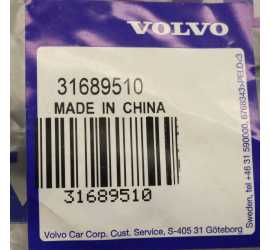 VOLVO
31689510
MADE IN CHINA
31689510
Volvo Car Corp. Cust. Service, S-405 31 Göteborg
Sweden, tel +46 31 590000,